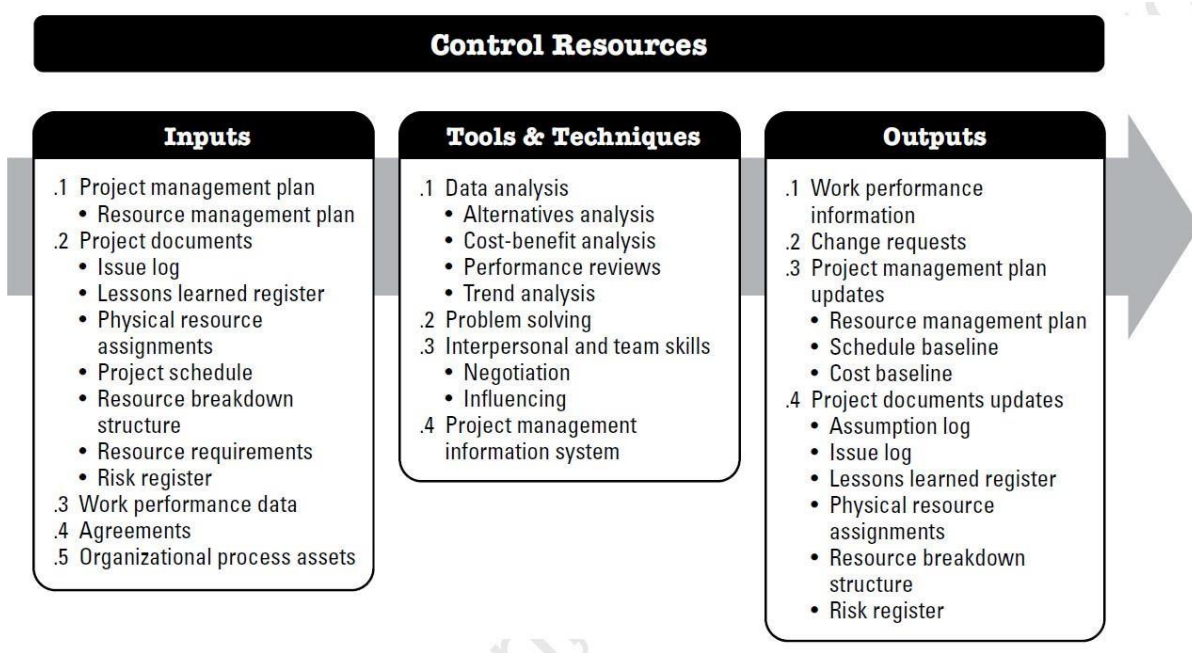 Control Resources
Inputs
.1 Project management plan
• Resource management plan
.2 Project documents
• Issue log
• Lessons learned register
• Physical resource
assignments
• Project schedule
• Resource breakdown
structure
• Resource requirements
• Risk register
.3 Work performance data
.4 Agreements
.5 Organizational process assets
Tools & Techniques
.1 Data analysis
• Alternatives analysis
• Cost-benefit analysis
• Performance reviews
• Trend analysis
.2 Problem solving
.3 Interpersonal and team skills
• Negotiation
• Influencing
.4 Project management
information system
Outputs
.1 Work performance
information
.2 Change requests
.3 Project management plan
updates
• Resource management plan
• Schedule baseline
• Cost baseline
.4 Project documents updates
• Assumption log
• Issue log
• Lessons learned register
• Physical resource
assignments
• Resource breakdown
structure
• Risk register